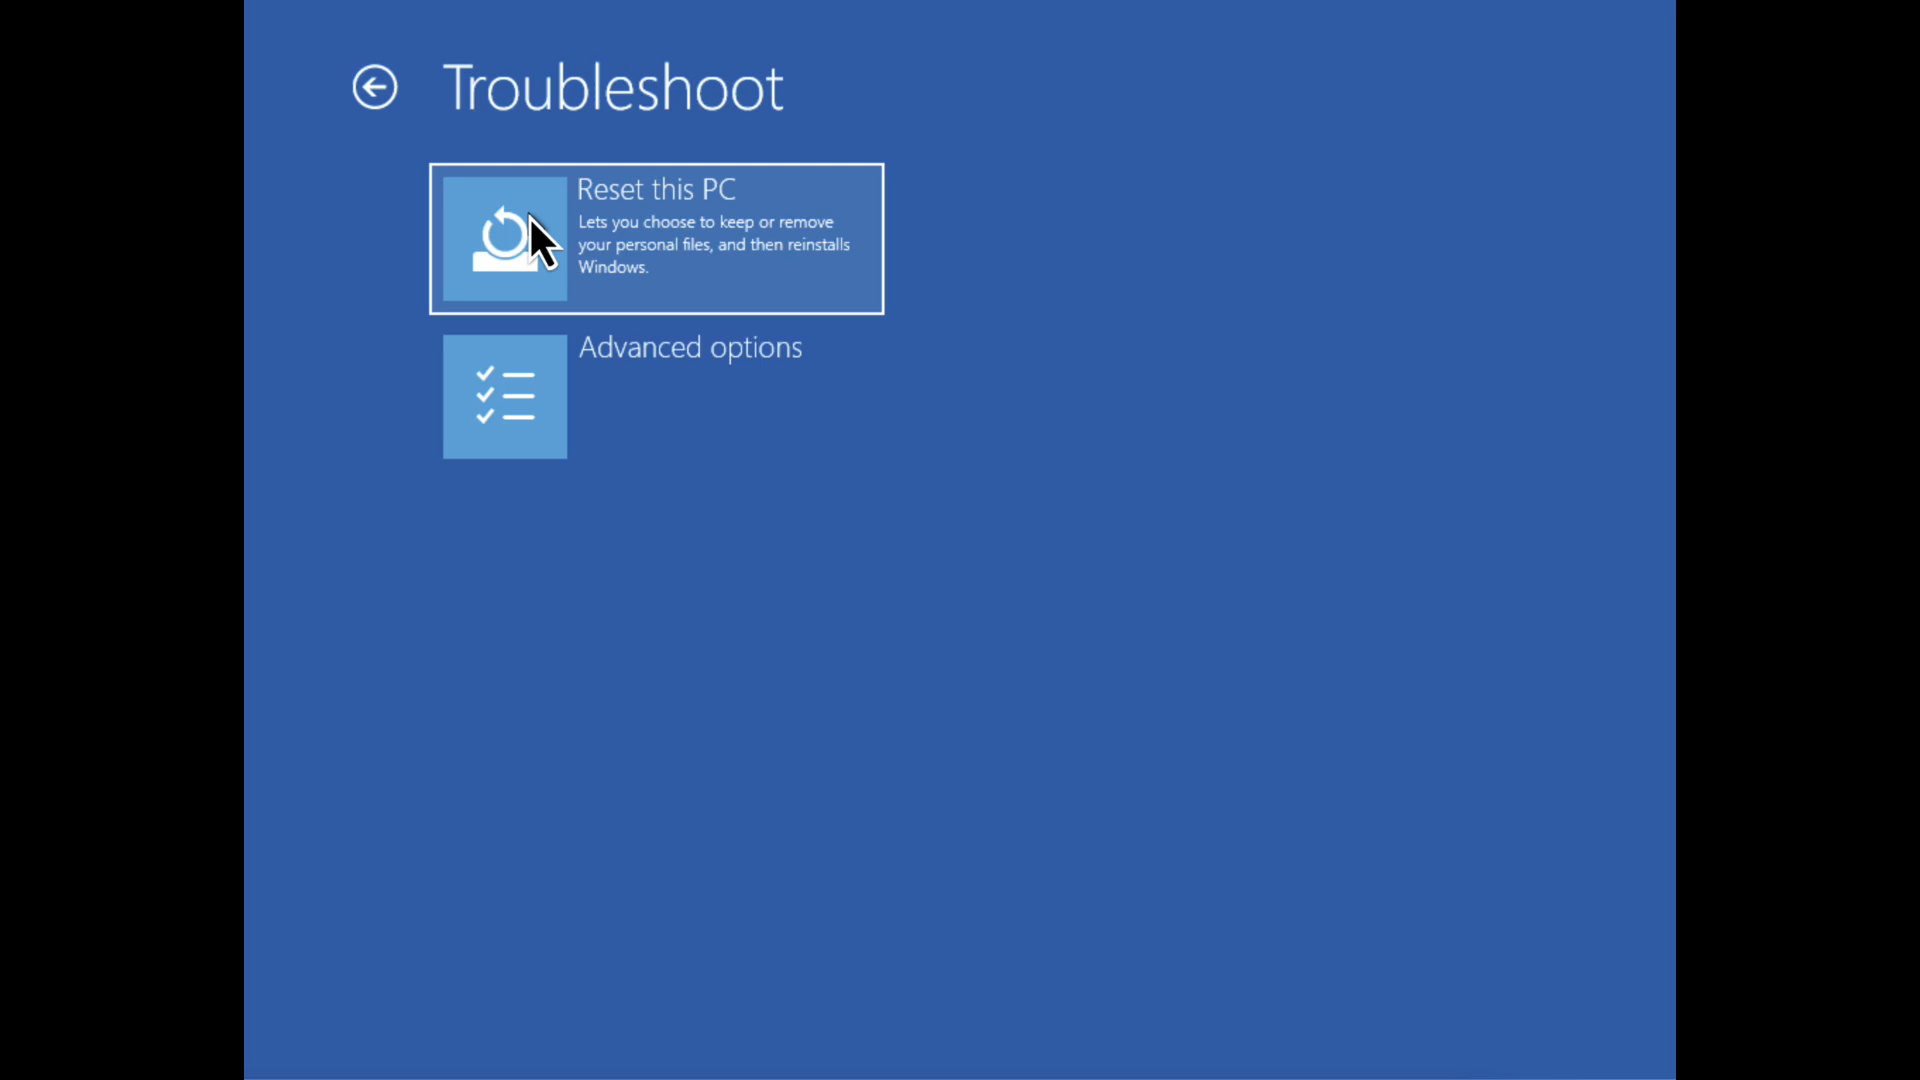 Troubleshoot
Reset this PC
Lets you choose to keep or remove
your personal files, and then reinstalls
Windows.
Advanced options